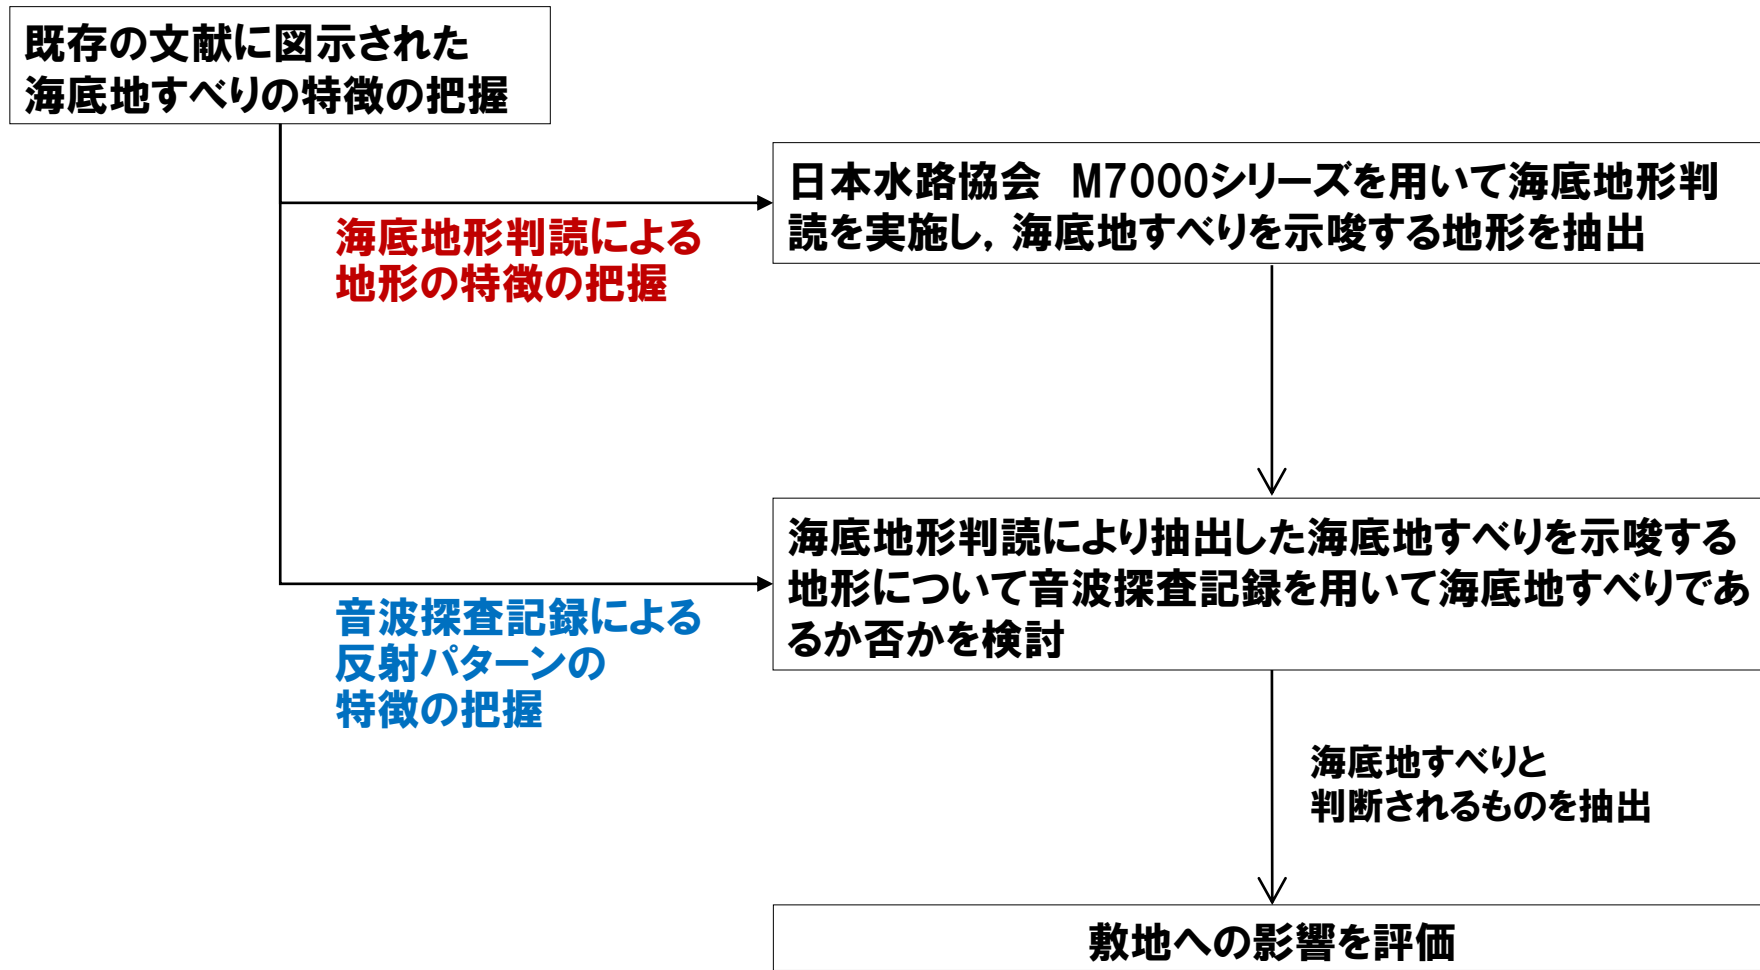 既存の文献に図示された
海底地すべりの特徴の把握
日本水路協会　M7000シリーズを用いて海底地形判
読を実施し，海底地すべりを示唆する地形を抽出
海底地形判読による
地形の特徴の把握
海底地形判読により抽出した海底地すべりを示唆する
地形について音波探査記録を用いて海底地すべりであ
るか否かを検討
音波探査記録による
反射パターンの
特徴の把握
海底地すべりと
判断されるものを抽出
敷地への影響を評価